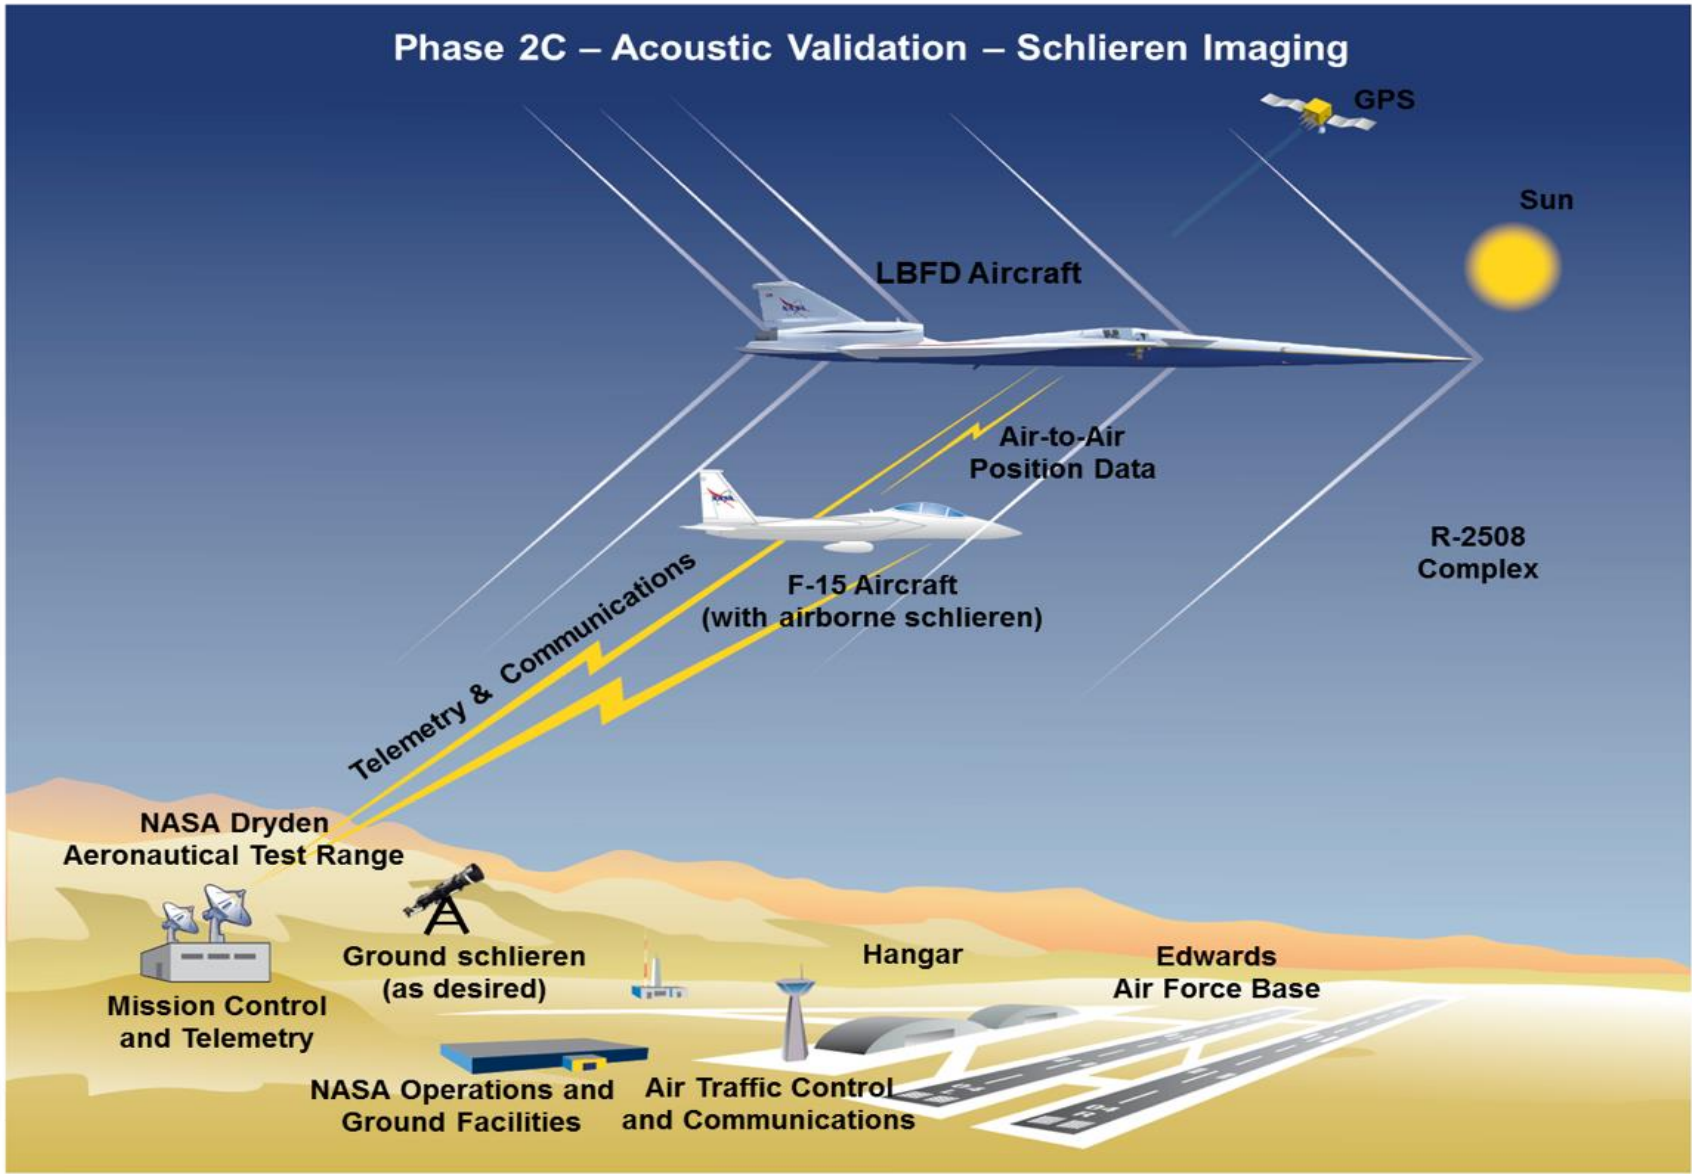 Phase 2C – Acoustic Validation – Schlieren Imaging
GPS
Sun
LBFD Aircraft
NASA
Air-to-Air
Position Data
NASA
R-2508
Complex
F-15 Aircraft
(with airborne schlieren)
Telemetry & Communications
NASA Dryden
Aeronautical Test Range
Ground schlieren
(as desired)
Hangar
Edwards
Air Force Base
Mission Control
and Telemetry
NASA Operations and
Ground Facilities
Air Traffic Control
and Communications